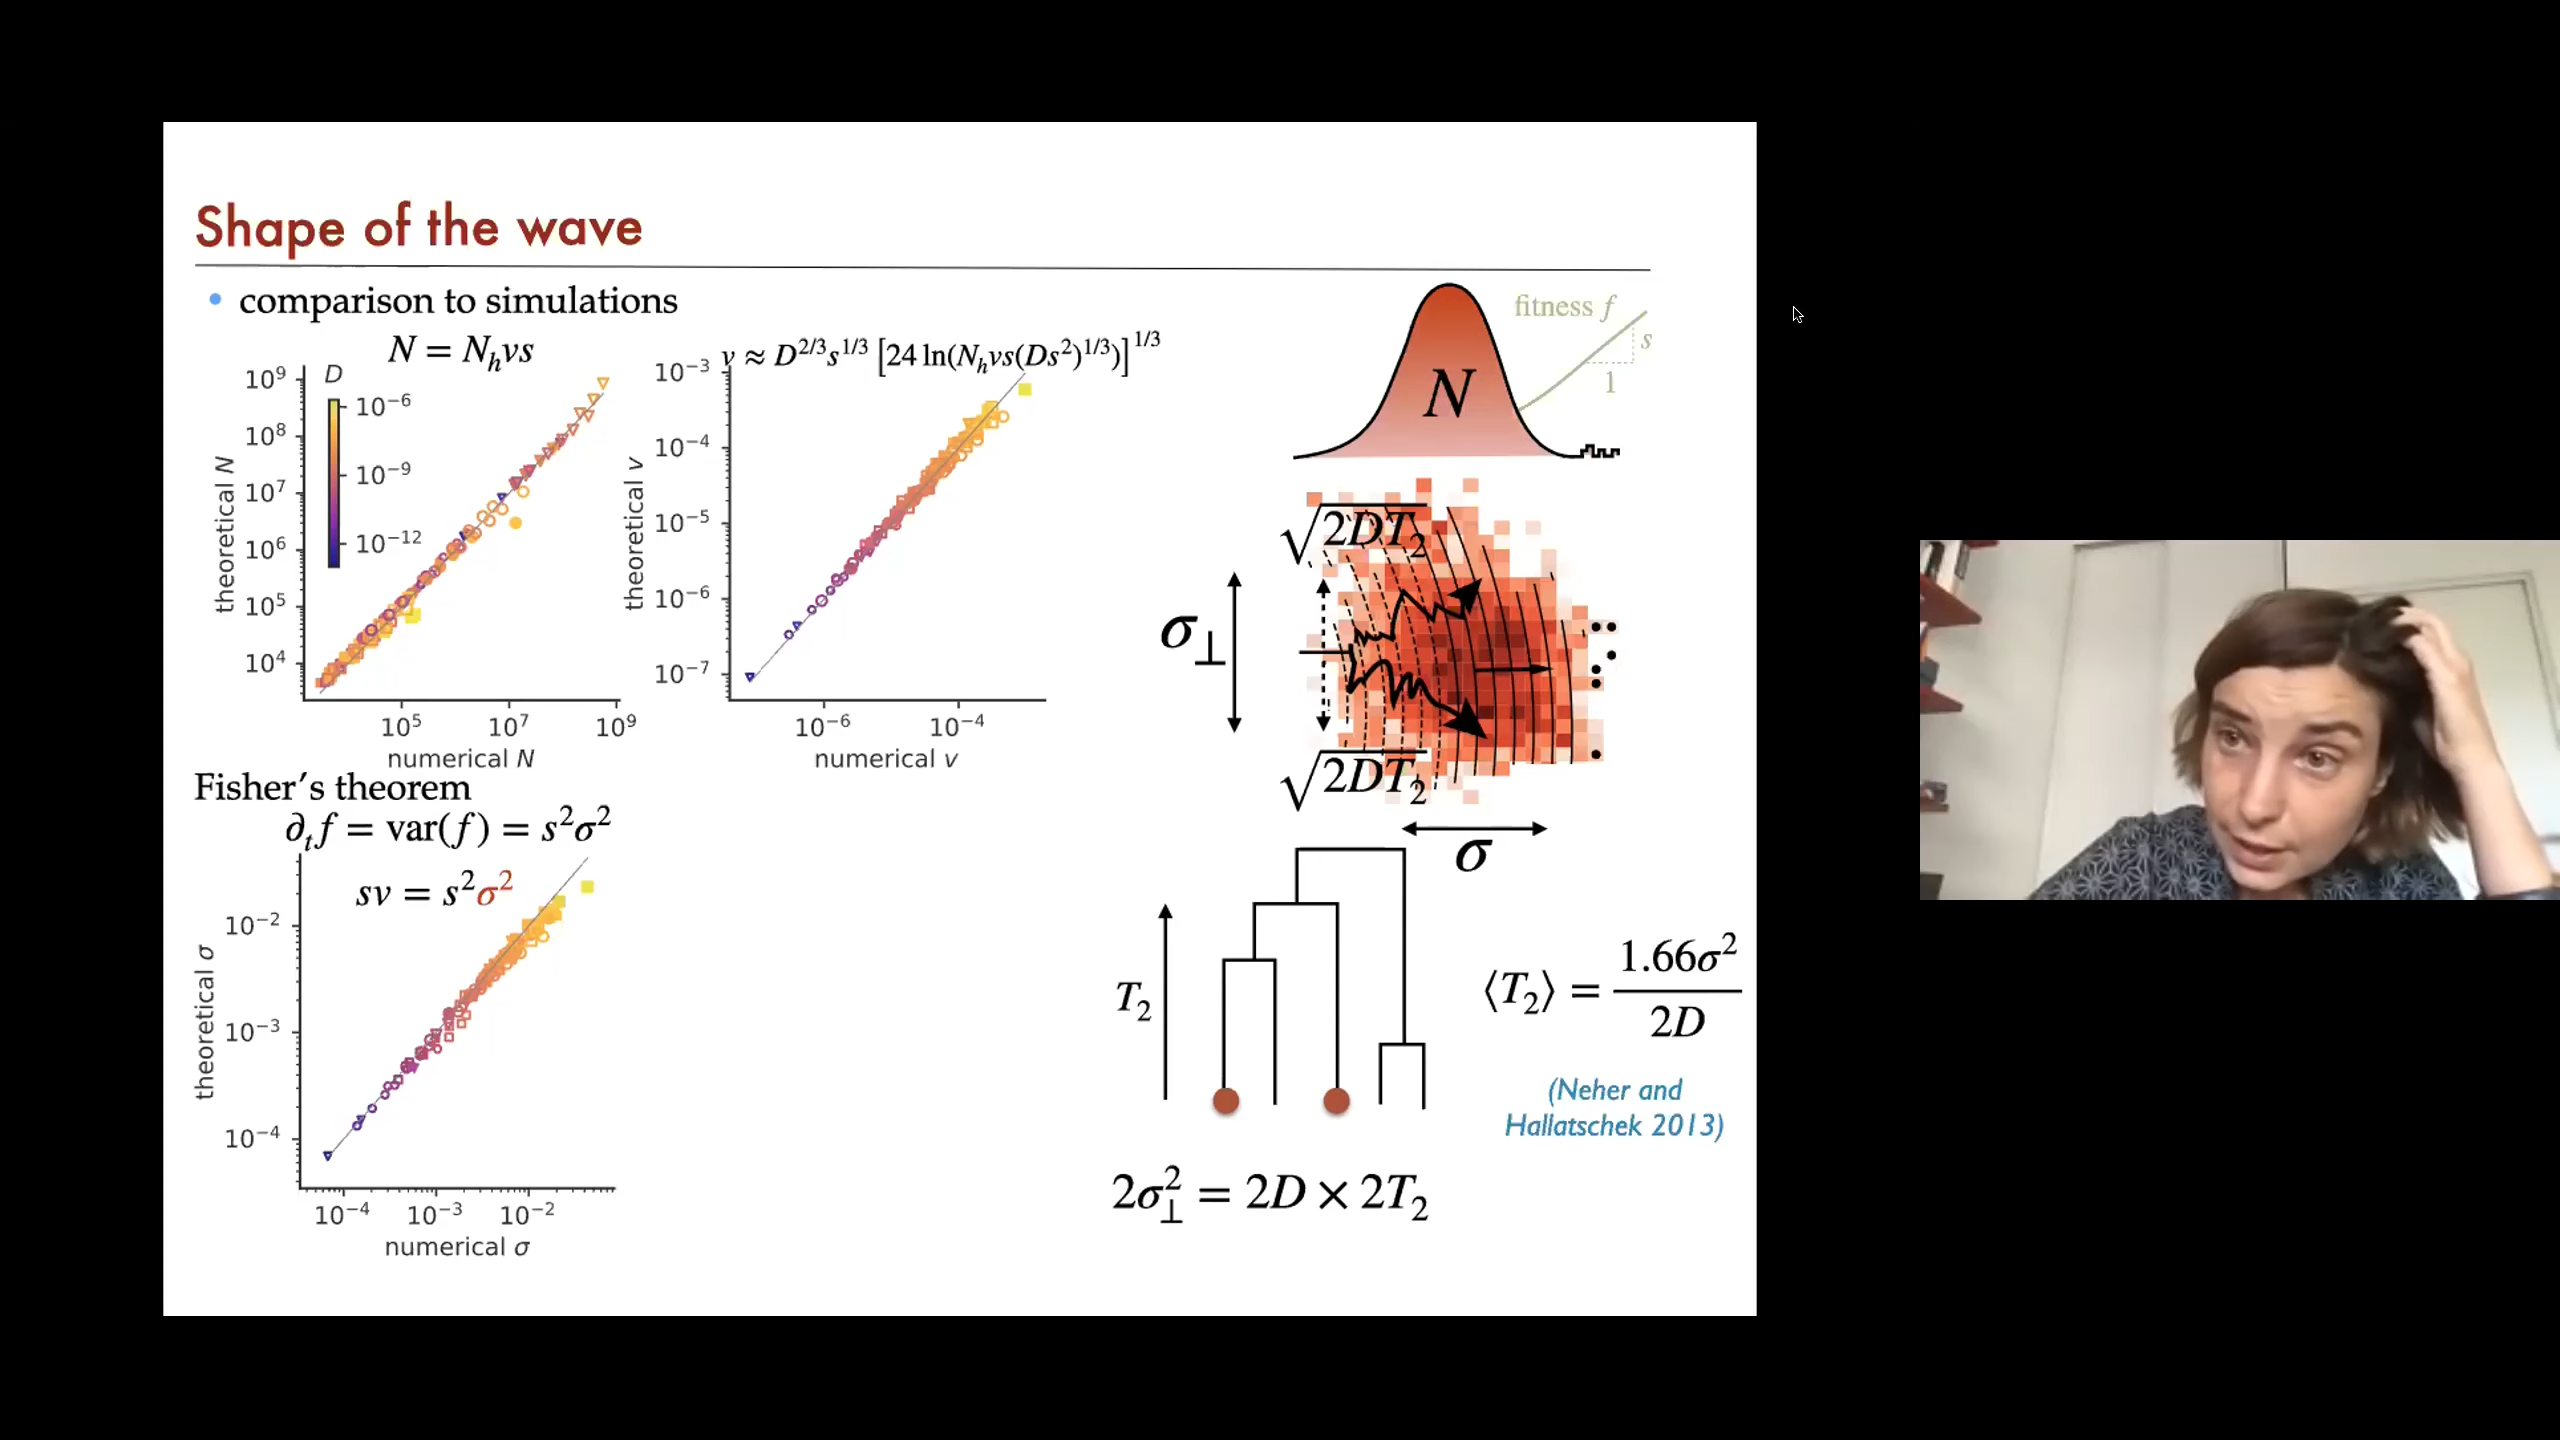 Shape of the wave
• comparison to simulations
N = N_h vs
v ≈ D^{2/3}s^{1/3} [24 ln(N_h vs(Ds^2)^{1/3})]^{1/3}
fitness f
s
1
N
D
10^{-6}
10^{-9}
10^{-12}
10^9
10^8
10^7
10^6
10^5
10^4
theoretical N
10^5 10^7 10^9
numerical N
10^{-3}
10^{-4}
10^{-5}
10^{-6}
10^{-7}
theoretical v
10^{-6} 10^{-4}
numerical v
√2DT_2
σ_⊥
√2DT_2
σ
Fisher's theorem
∂_t f = var(f) = s^2σ^2
sv = s^2σ^2
10^{-2}
10^{-3}
10^{-4}
theoretical σ
10^{-4} 10^{-3} 10^{-2}
numerical σ
T_2
⟨T_2⟩ = 1.66σ^2 / 2D
(Neher and
Hallatschek 2013)
2σ_⊥^2 = 2D × 2T_2